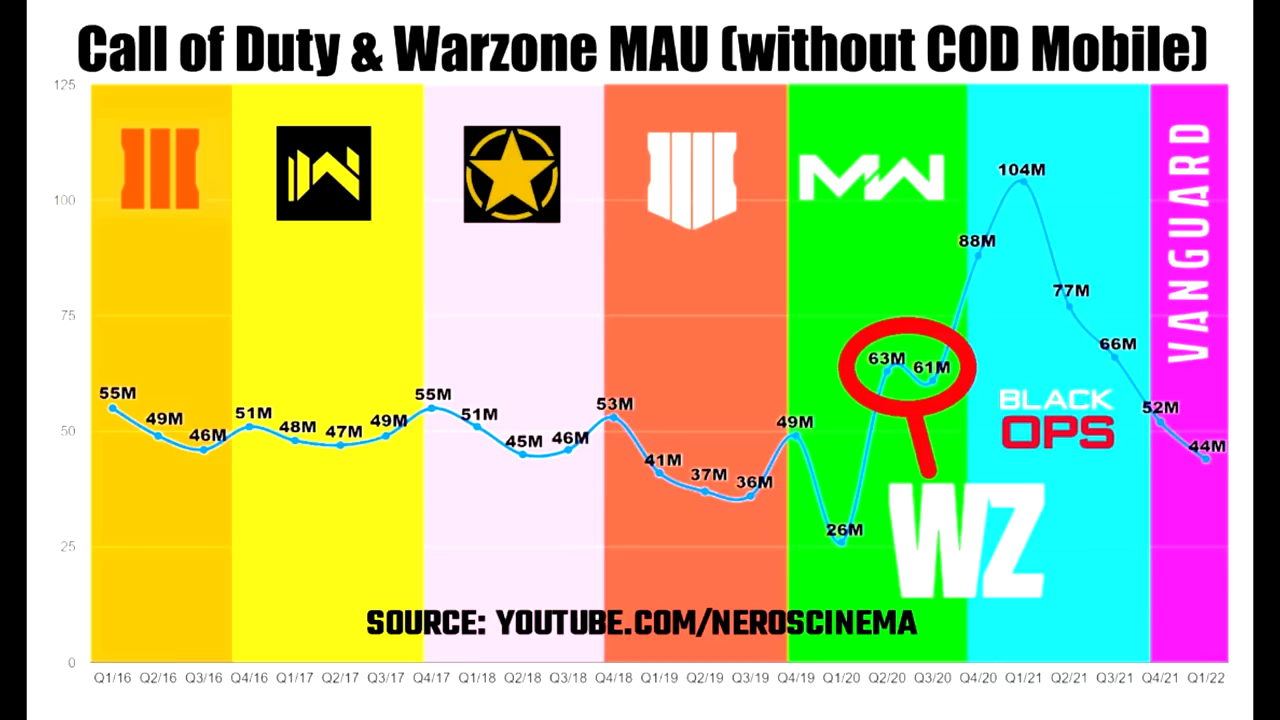 Call of Duty & Warzone MAU (without COD Mobile)
125
100
75
50
25
0
III
IW
MW
VANGUARD
BLACK
OPS
WZ
55M
49M
46M
51M
48M
47M
49M
55M
51M
45M
46M
53M
41M
37M
36M
49M
26M
63M
61M
88M
104M
77M
66M
52M
44M
SOURCE: YOUTUBE.COM/NEROSCINEMA
Q1/16 Q2/16 Q3/16 Q4/16 Q1/17 Q2/17 Q3/17 Q4/17 Q1/18 Q2/18 Q3/18 Q4/18 Q1/19 Q2/19 Q3/19 Q4/19 Q1/20 Q2/20 Q3/20 Q4/20 Q1/21 Q2/21 Q3/21 Q4/21 Q1/22